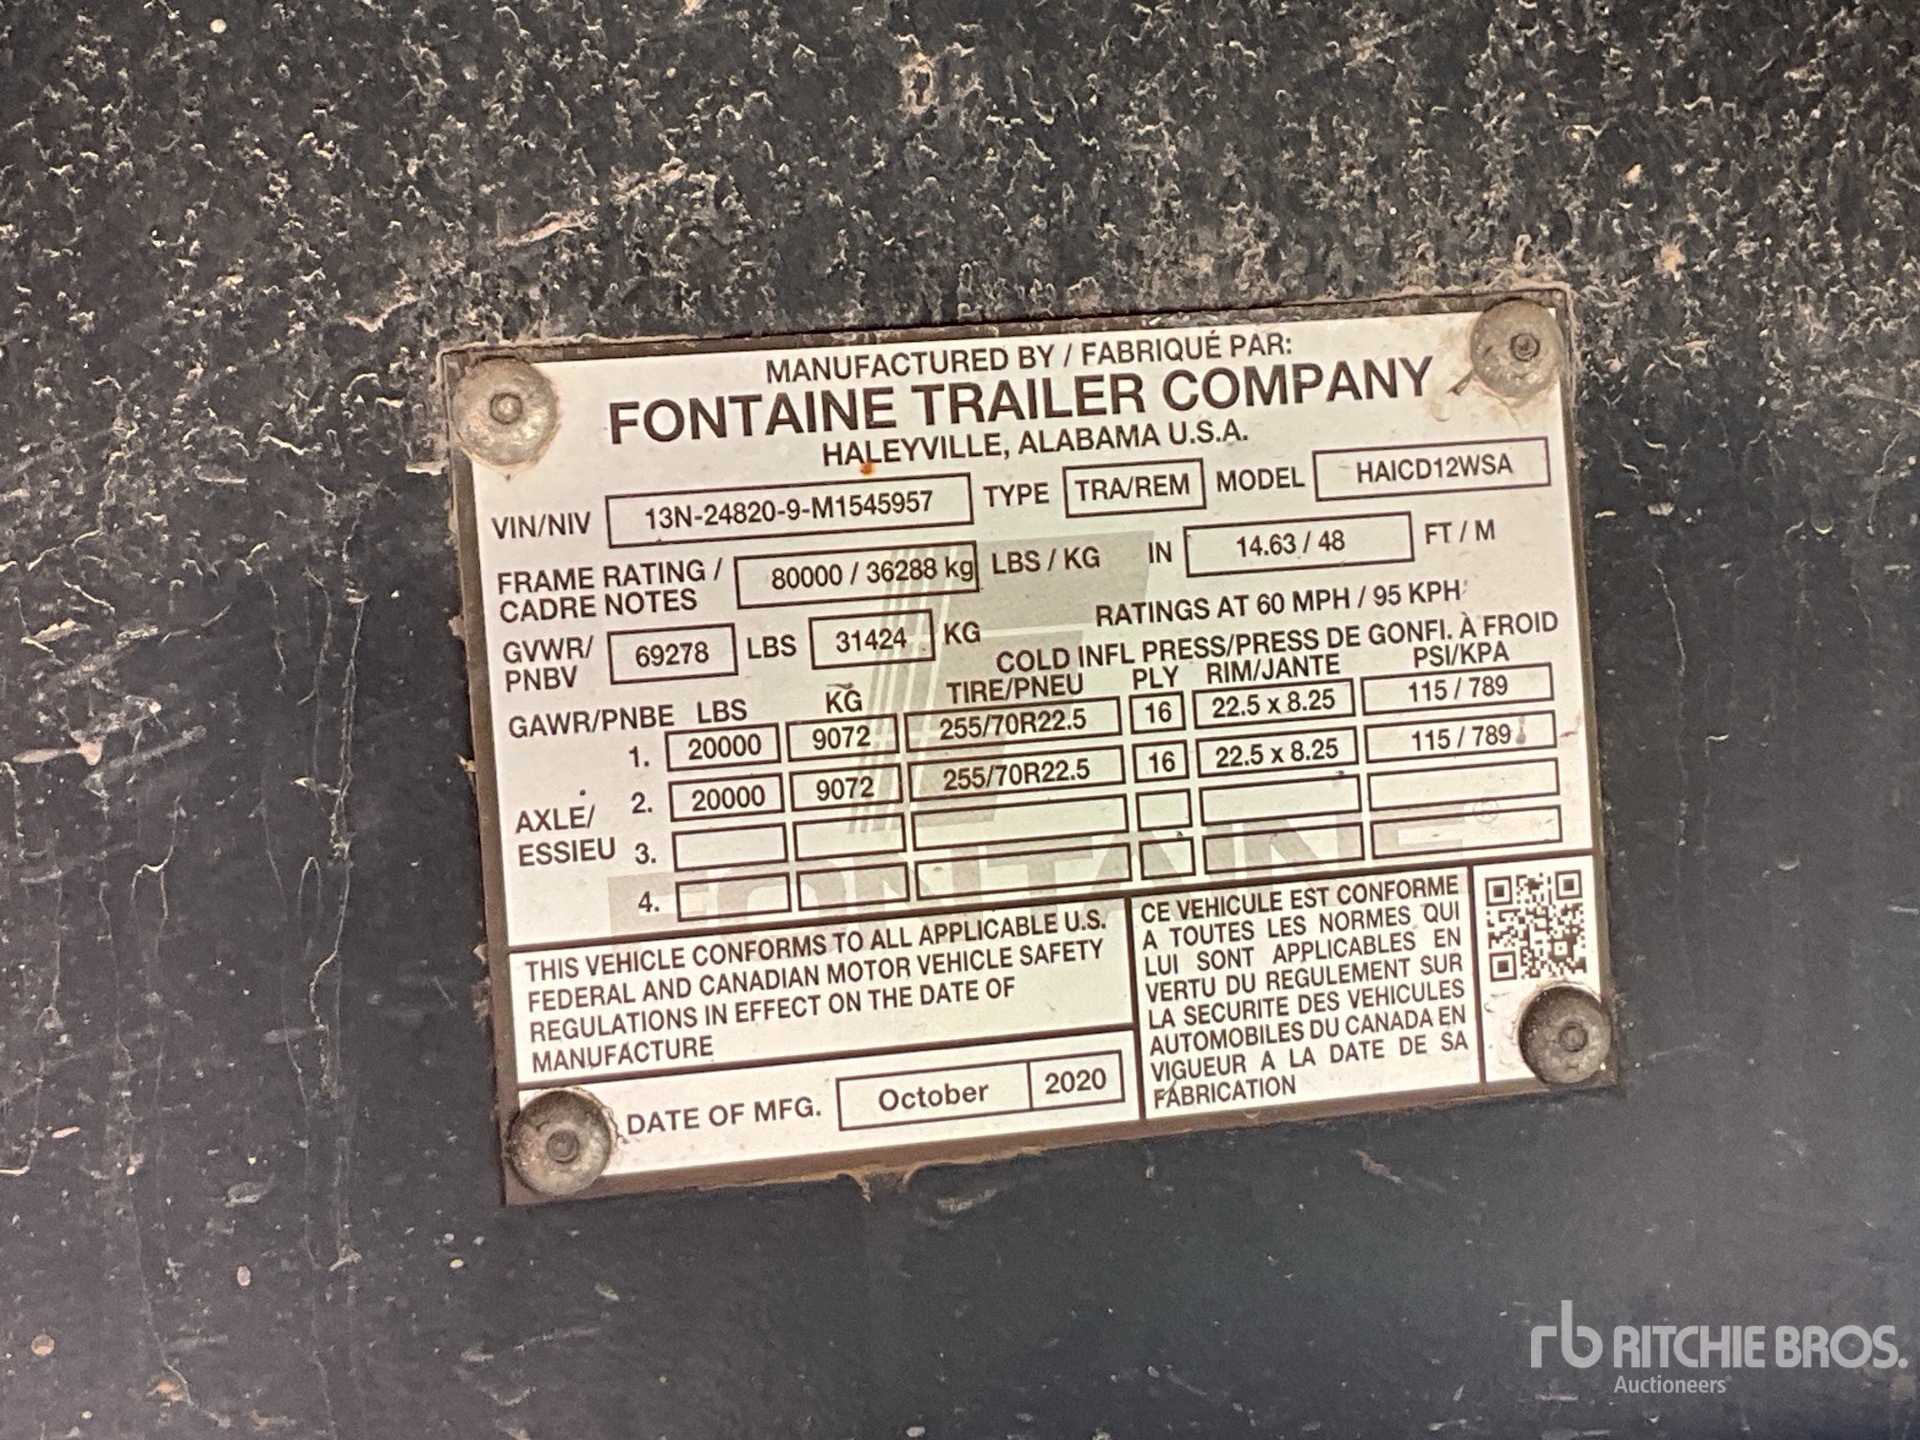 MANUFACTURED BY / FABRIQUÉ PAR:
FONTAINE TRAILER COMPANY
HALEYVILLE, ALABAMA U.S.A.
VIN/NIV 13N-24820-9-M1545957 TYPE TRA/REM MODEL HAICD12WSA
FRAME RATING / CADRE NOTES 80000 / 36288 kg LBS / KG IN 14.63 / 48 FT / M
GVWR/ PNBV 69278 LBS 31424 KG RATINGS AT 60 MPH / 95 KPH
COLD INFL PRESS/PRESS DE GONFI. À FROID
GAWR/PNBE LBS KG TIRE/PNEU PLY RIM/JANTE PSI/KPA
1. 20000 9072 255/70R22.5 16 22.5 x 8.25 115 / 789
AXLE/ ESSIEU 2. 20000 9072 255/70R22.5 16 22.5 x 8.25 115 / 789
3.
4.
FONTAINE®
THIS VEHICLE CONFORMS TO ALL APPLICABLE U.S.
FEDERAL AND CANADIAN MOTOR VEHICLE SAFETY
REGULATIONS IN EFFECT ON THE DATE OF
MANUFACTURE
DATE OF MFG. October 2020
CE VEHICULE EST CONFORME
A TOUTES LES NORMES QUI
LUI SONT APPLICABLES EN
VERTU DU REGULEMENT SUR
LA SECURITE DES VEHICULES
AUTOMOBILES DU CANADA EN
VIGUEUR A LA DATE DE SA
FABRICATION
rb RITCHIE BROS.
Auctioneers